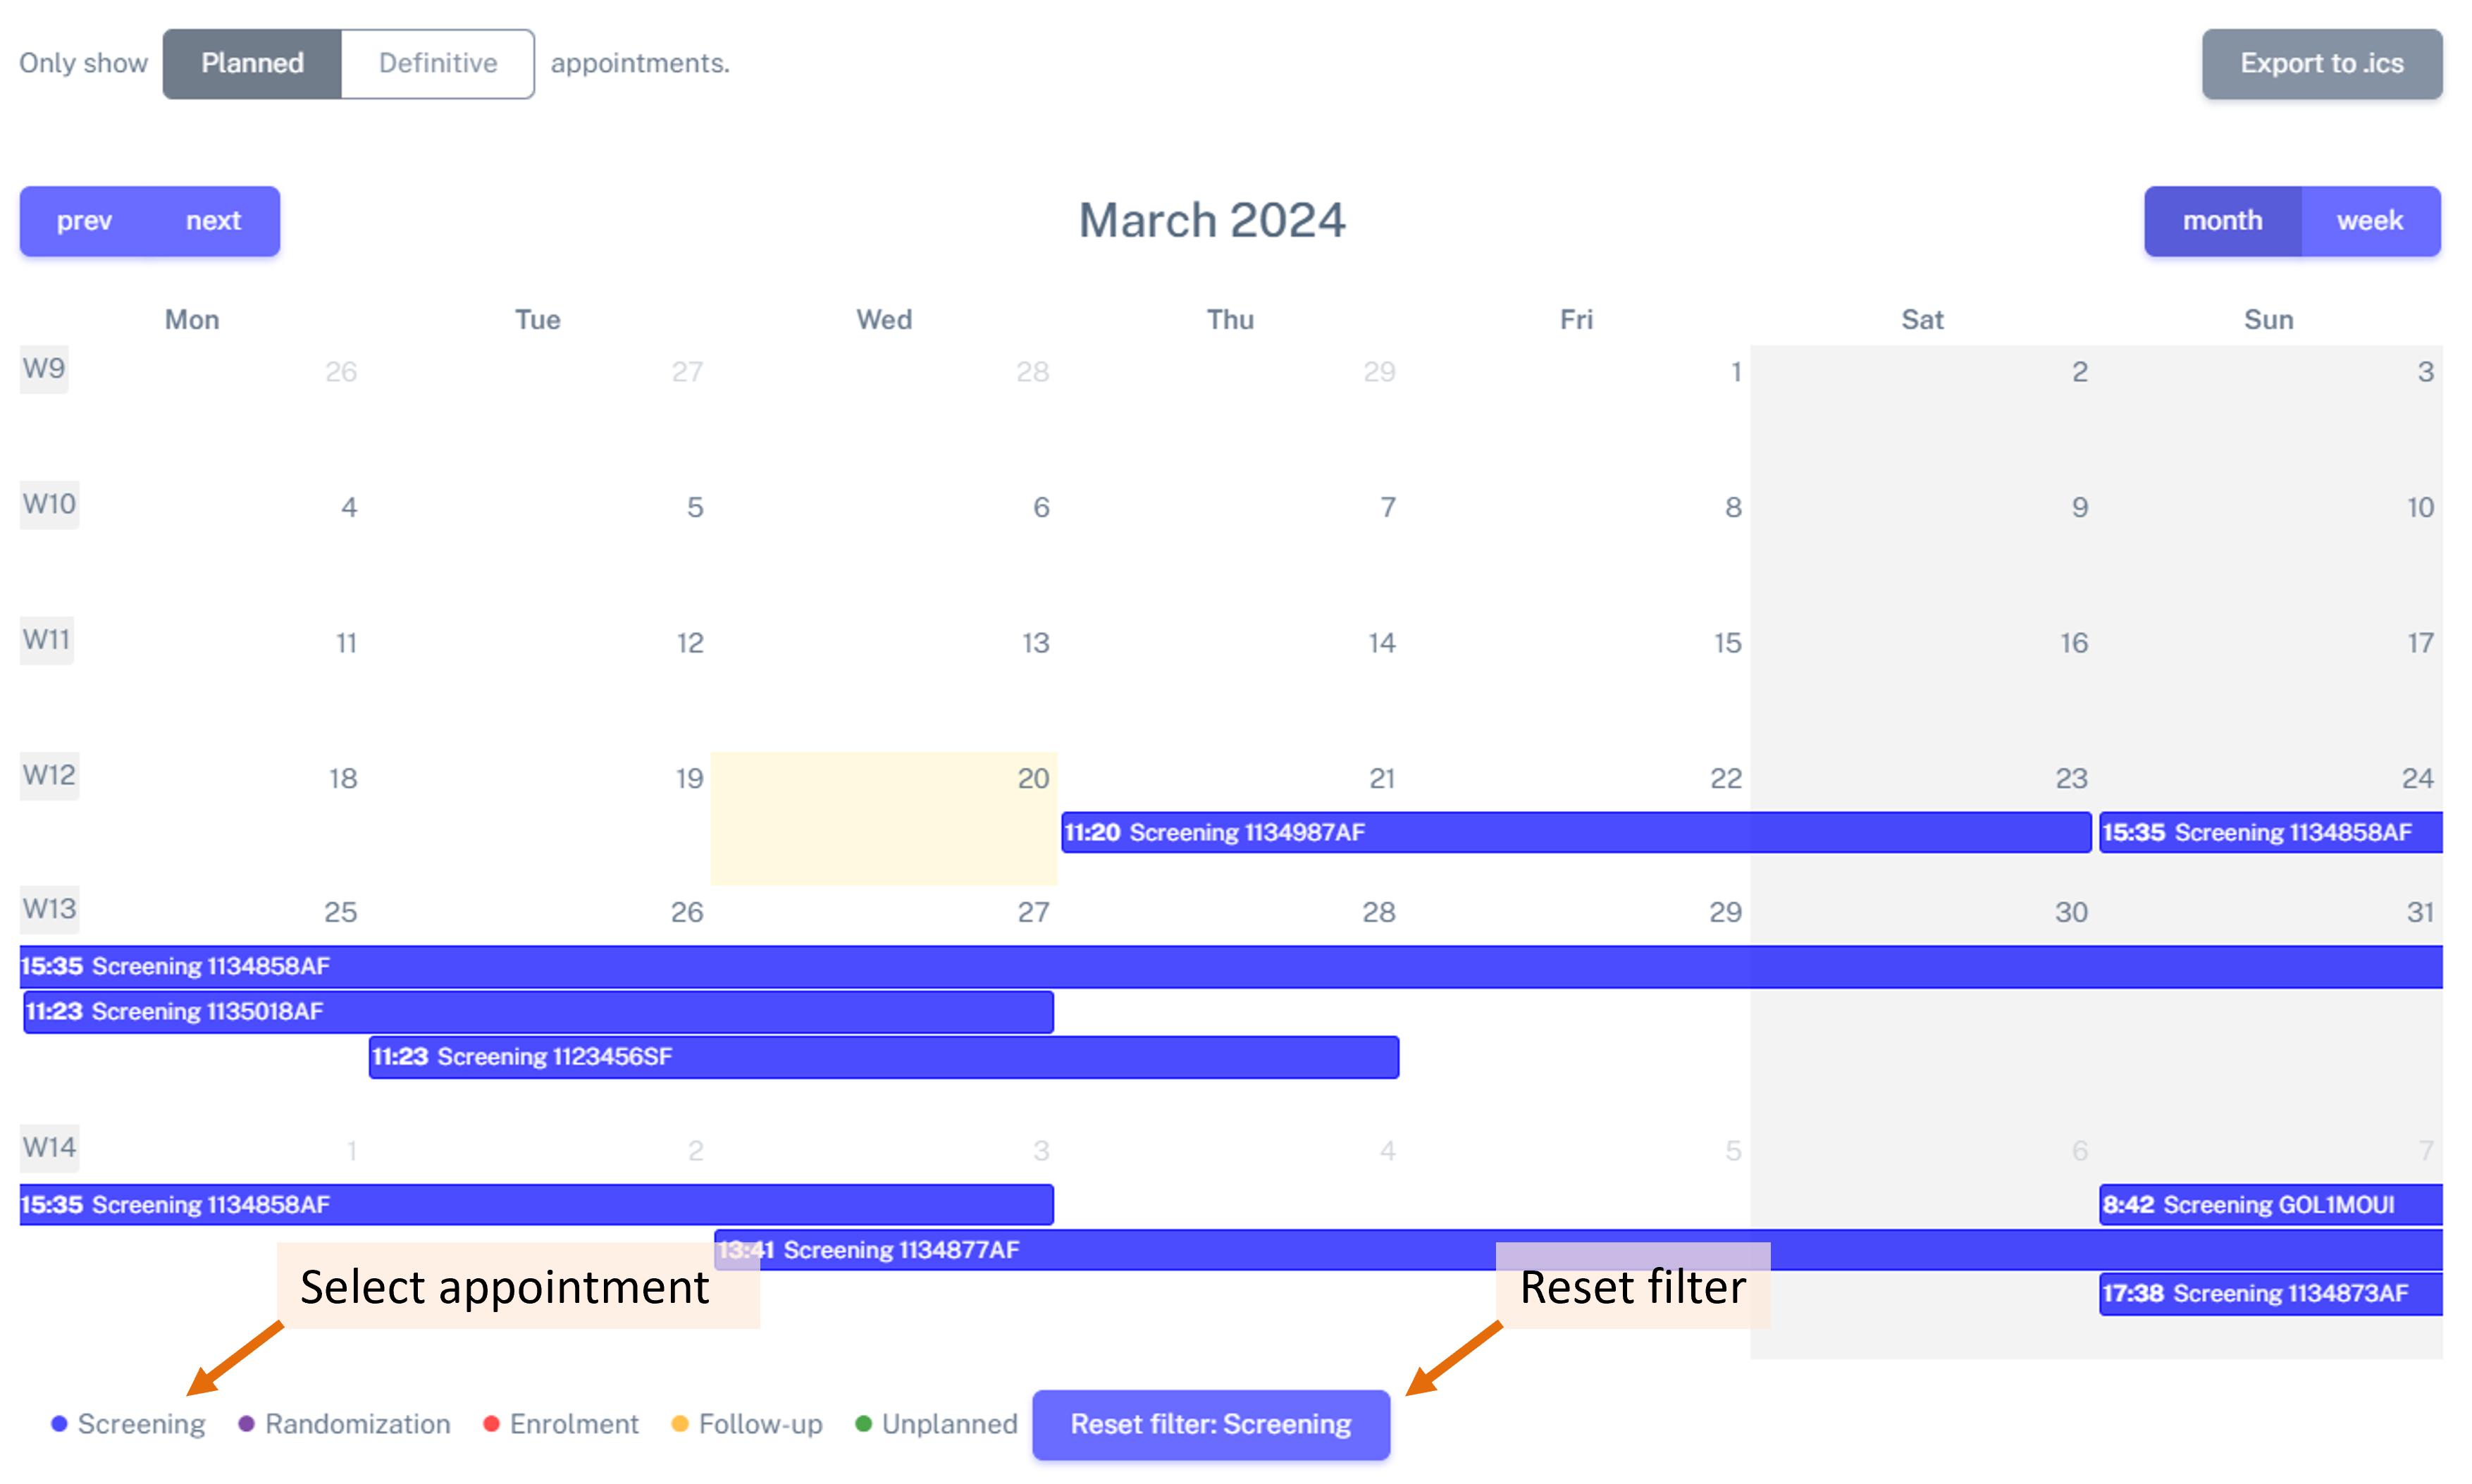 Only show Planned Definitive appointments. Export to .ics
prev next March 2024 month week
Mon Tue Wed Thu Fri Sat Sun
W9 26 27 28 29 1 2 3
W10 4 5 6 7 8 9 10
W11 11 12 13 14 15 16 17
W12 18 19 20 21 22 23 24
11:20 Screening 1134987AF 15:35 Screening 1134858AF
W13 25 26 27 28 29 30 31
15:35 Screening 1134858AF
11:23 Screening 1135018AF
11:23 Screening 1123456SF
W14 1 2 3 4 5 6 7
15:35 Screening 1134858AF 8:42 Screening GOL1MOUI
13:41 Screening 1134877AF
Select appointment Reset filter
17:38 Screening 1134873AF
Screening Randomization Enrolment Follow-up Unplanned Reset filter: Screening